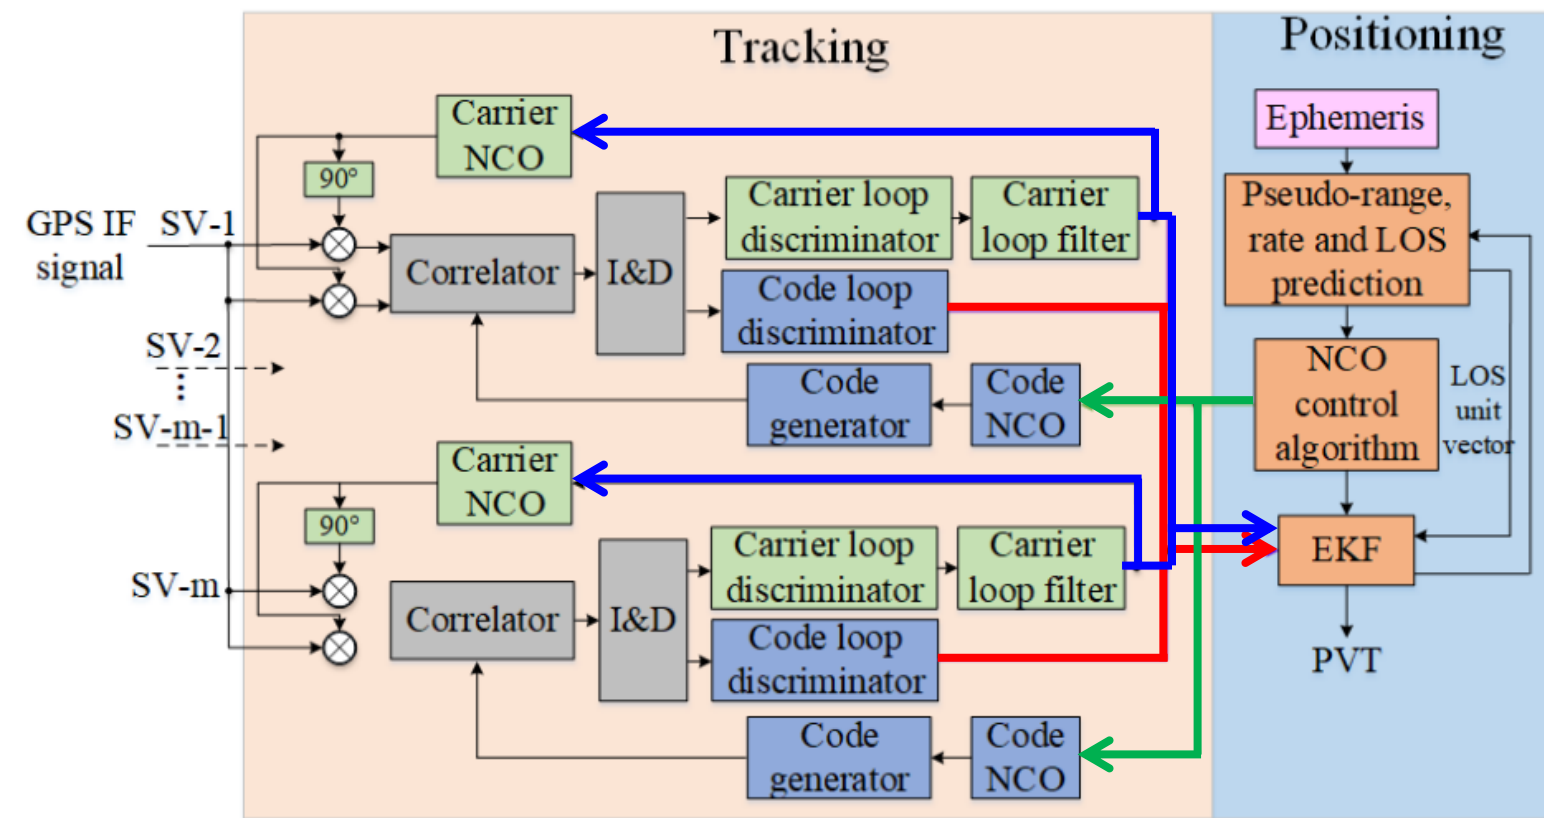 Tracking
Positioning
Carrier
NCO
90°
GPS IF
signal
SV-1
Correlator
I&D
Carrier loop
discriminator
Carrier
loop filter
Code loop
discriminator
Code
generator
Code
NCO
SV-2
⋮
SV-m-1
Carrier
NCO
90°
SV-m
Correlator
I&D
Carrier loop
discriminator
Carrier
loop filter
Code loop
discriminator
Code
generator
Code
NCO
Ephemeris
Pseudo-range,
rate and LOS
prediction
NCO
control
algorithm
LOS
unit
vector
EKF
PVT